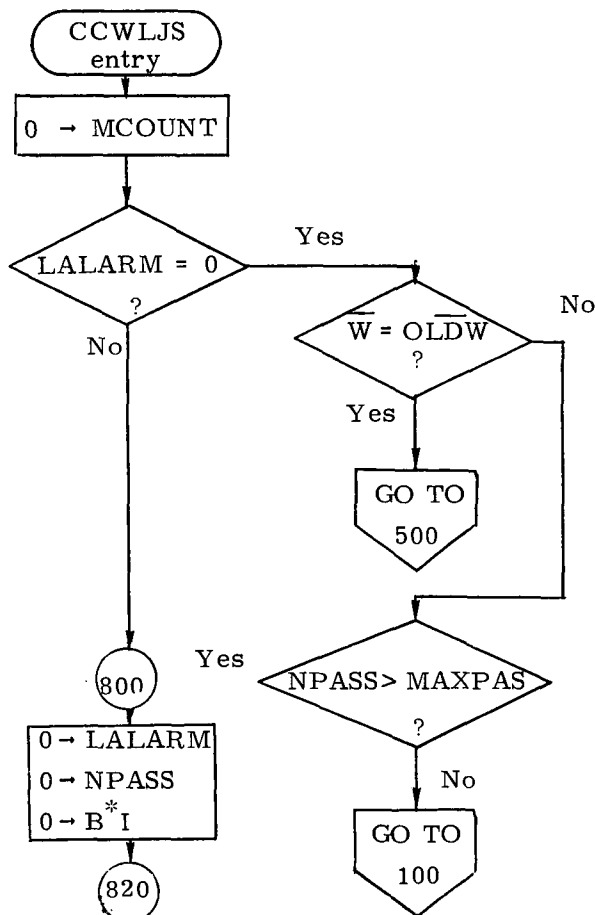 CCWLJS
entry
0 → MCOUNT
LALARM = 0
?
Yes
No
W̅ = OL̅D̅W̅
?
No
Yes
GO TO
500
800
Yes
NPASS> MAXPAS
?
0→ LALARM
0→ NPASS
0→ B*I
No
GO TO
100
820